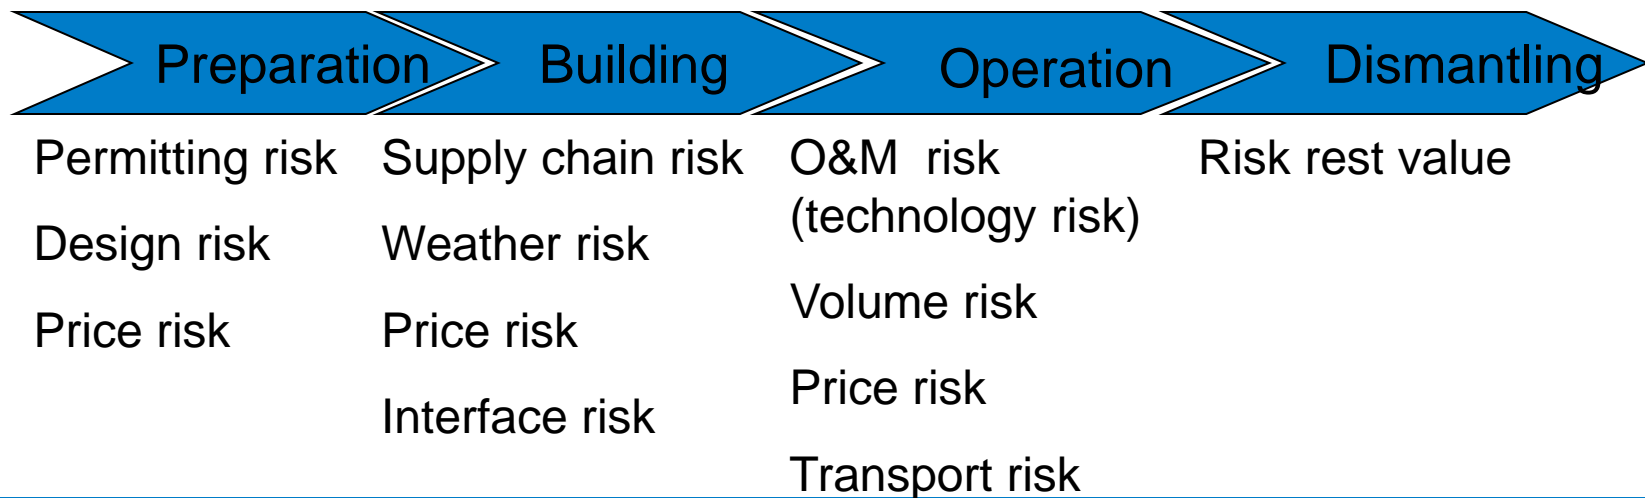 Preparation
Building
Operation
Dismantling
Permitting risk
Design risk
Price risk
Supply chain risk
Weather risk
Price risk
Interface risk
O&M risk
(technology risk)
Volume risk
Price risk
Transport risk
Risk rest value